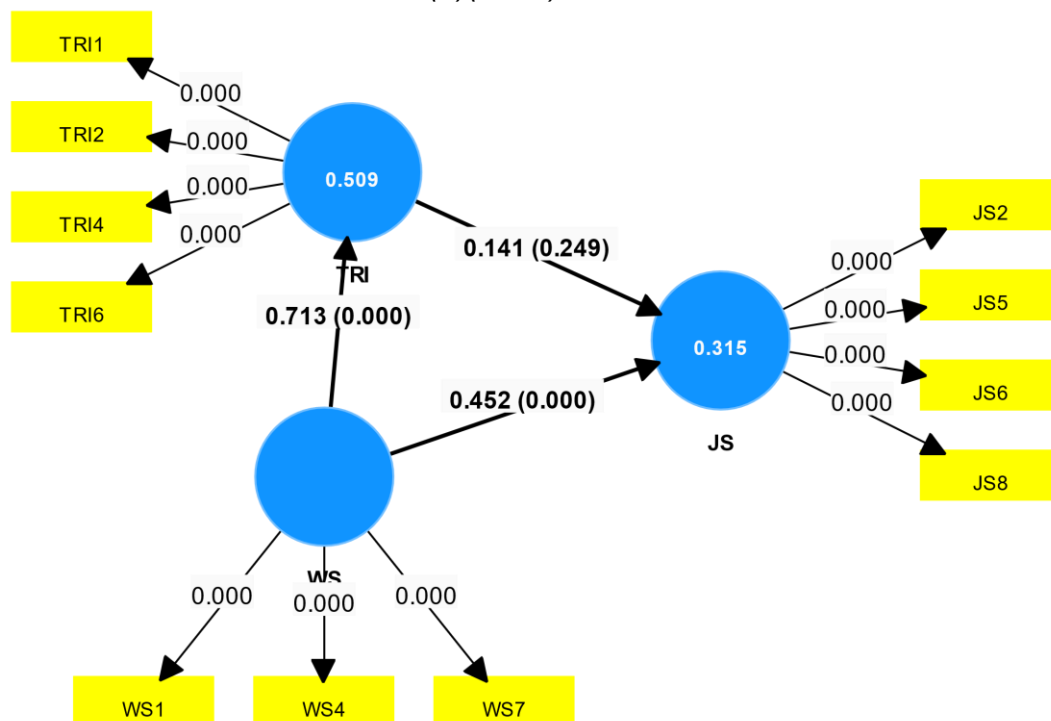 TRI1
TRI2
TRI4
TRI6
0.000
0.000
0.000
0.000
0.509
TRI
0.713 (0.000)
0.141 (0.249)
0.452 (0.000)
0.315
JS
0.000
0.000
0.000
0.000
JS2
JS5
JS6
JS8
WS
0.000
0.000
0.000
WS1
WS4
WS7